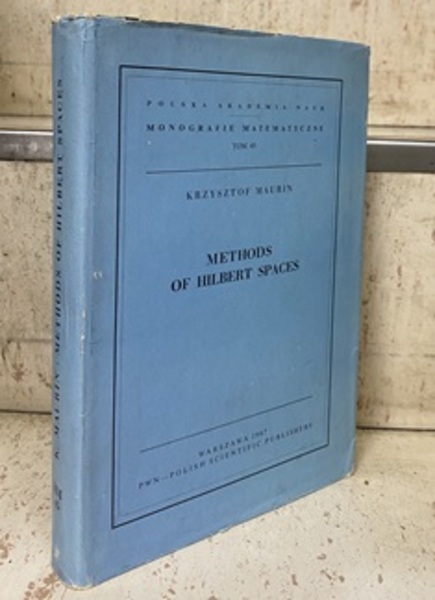 POLSKA AKADEMIA NAUK
MONOGRAFIE MATEMATYCZNE
TOM 45
KRZYSZTOF MAURIN
METHODS
OF HILBERT SPACES
WARSZAWA 1967
PWN—POLISH SCIENTIFIC PUBLISHERS
K. MAURIN: METHODS OF HILBERT SPACES